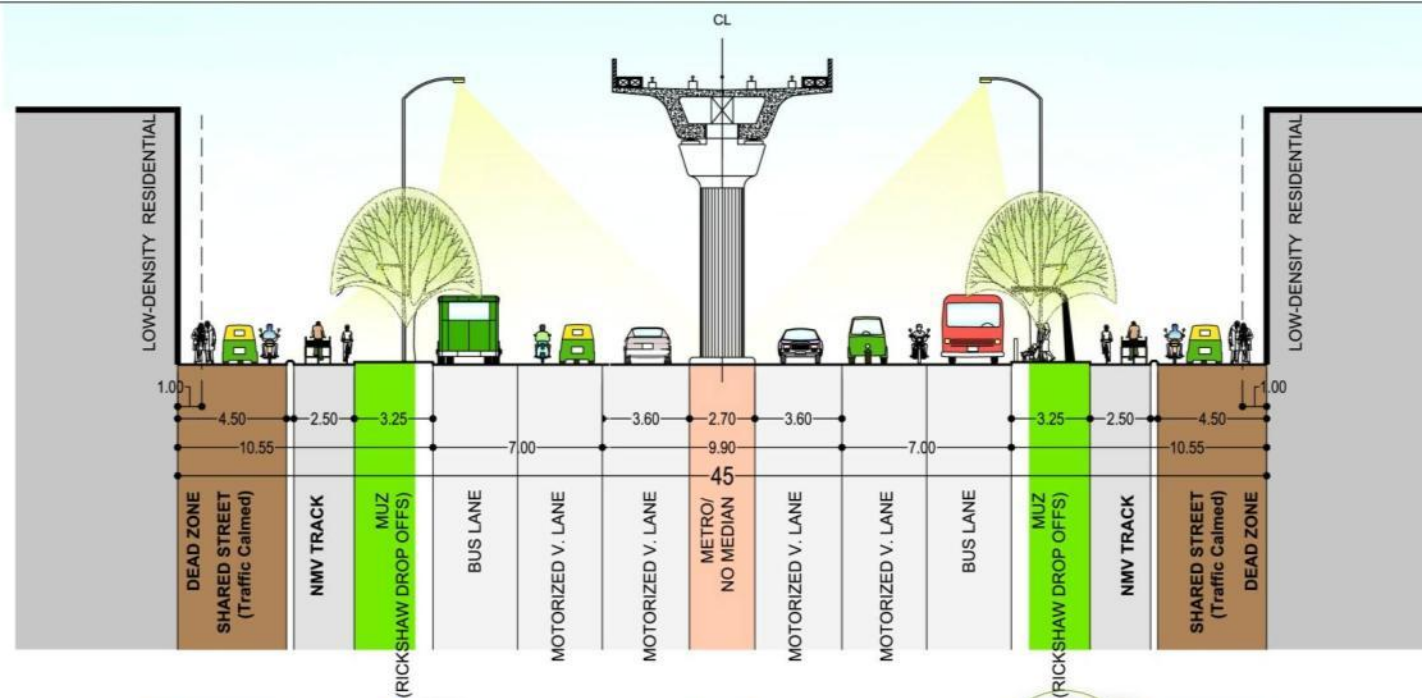 CL
LOW-DENSITY RESIDENTIAL
LOW-DENSITY RESIDENTIAL
1.00
1.00
4.50
2.50
3.25
3.60
2.70
3.60
3.25
2.50
4.50
10.55
7.00
9.90
7.00
10.55
45
DEAD ZONE
SHARED STREET
(Traffic Calmed)
NMV TRACK
MUZ
(RICKSHAW DROP OFFS)
BUS LANE
MOTORIZED V. LANE
MOTORIZED V. LANE
METRO/
NO MEDIAN
MOTORIZED V. LANE
MOTORIZED V. LANE
BUS LANE
MUZ
(RICKSHAW DROP OFFS)
NMV TRACK
SHARED STREET
(Traffic Calmed)
DEAD ZONE